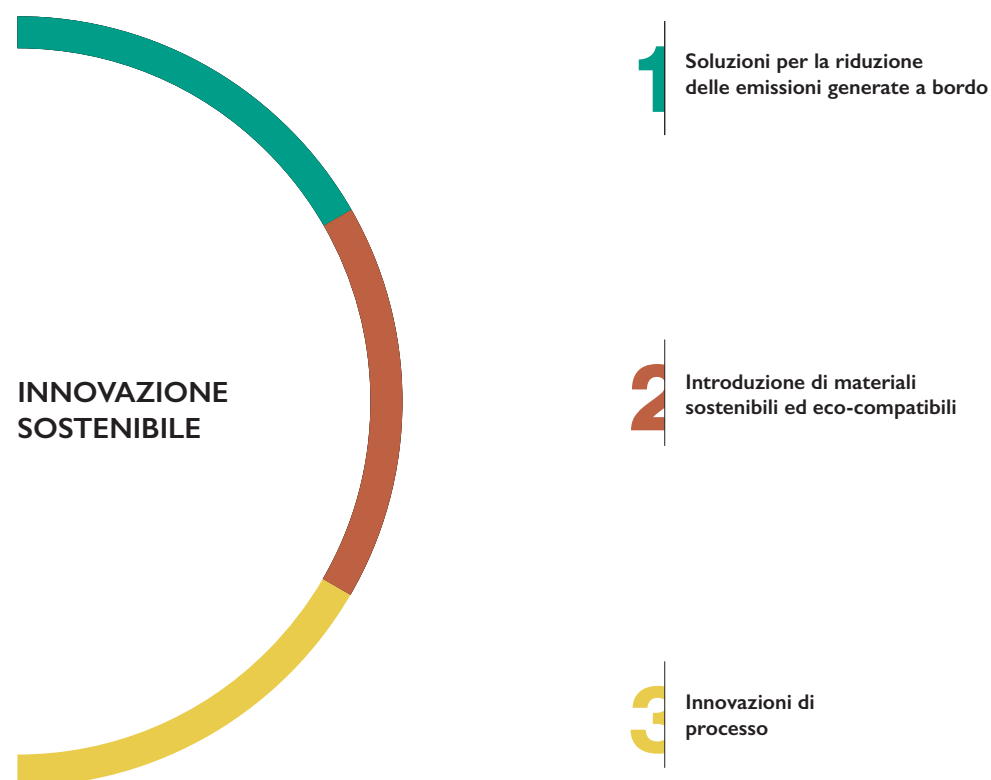 INNOVAZIONE
SOSTENIBILE
1
Soluzioni per la riduzione
delle emissioni generate a bordo
2
Introduzione di materiali
sostenibili ed eco-compatibili
3
Innovazioni di
processo